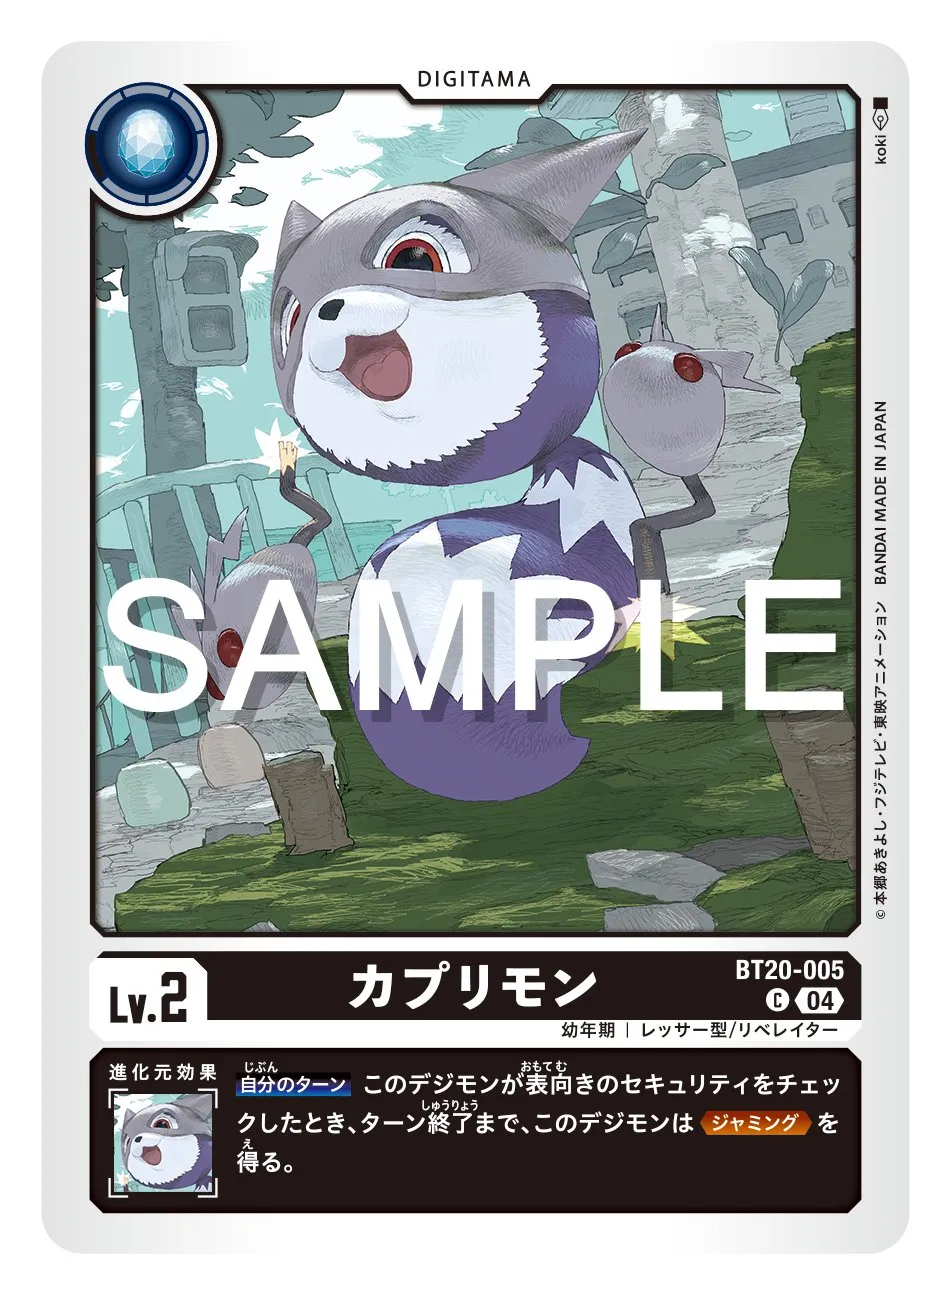 DIGITAMA
koki
BANDAI MADE IN JAPAN
© 本郷あきよし・フジテレビ・東映アニメーション
SAMPLE
Lv.2
カプリモン
BT20-005
C 04
幼年期 | レッサー型/リベレイター
進化元効果
じぶん おもてむ
自分のターン このデジモンが表向きのセキュリティをチェッ
しゅうりょう
クしたとき、ターン終了まで、このデジモンは ジャミング を
え
得る。